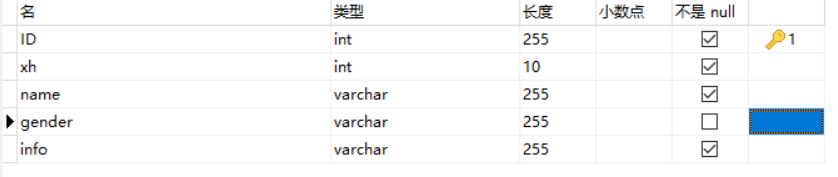 名 类型 长度 小数点 不是 null
ID int 255 1
xh int 10
name varchar 255
gender varchar 255
info varchar 255